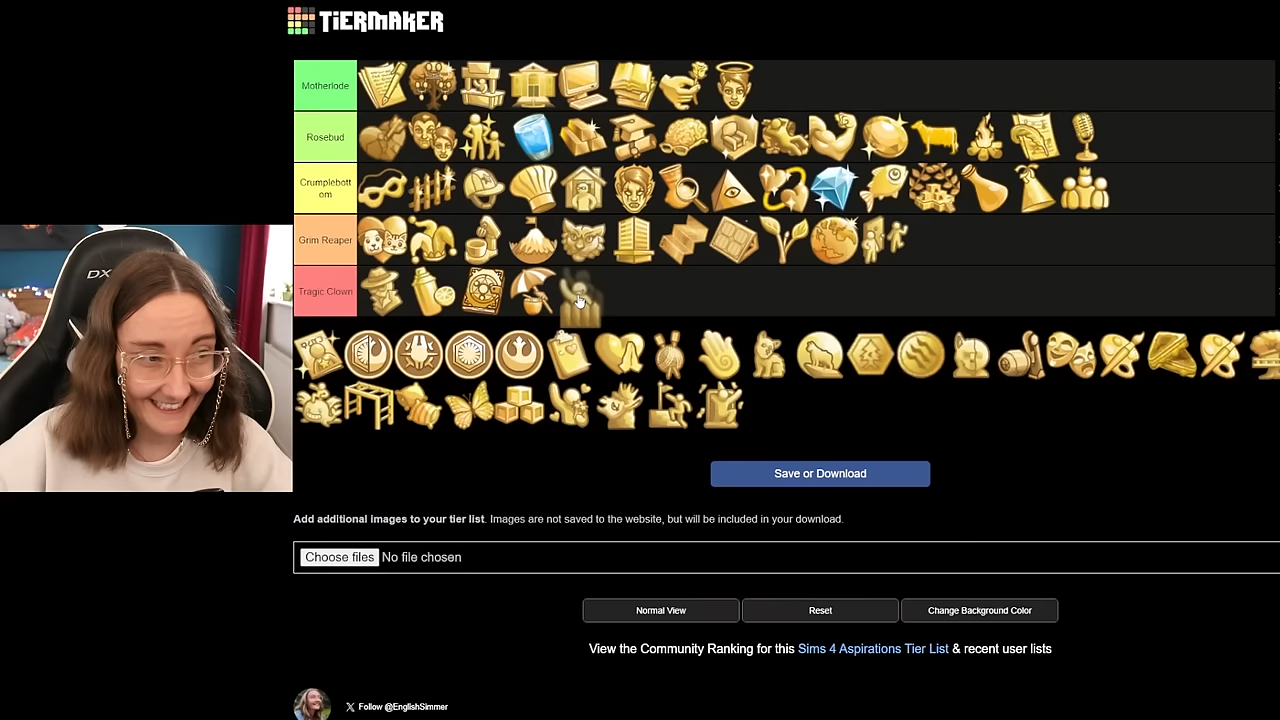 TiERMAKER
Motherlode
Rosebud
Crumplebott
om
Grim Reaper
Tragic Clown
DX
Save or Download
Add additional images to your tier list. Images are not saved to the website, but will be included in your download.
Choose files No file chosen
Normal View
Reset
Change Background Color
View the Community Ranking for this Sims 4 Aspirations Tier List & recent user lists
X Follow @EnglishSimmer